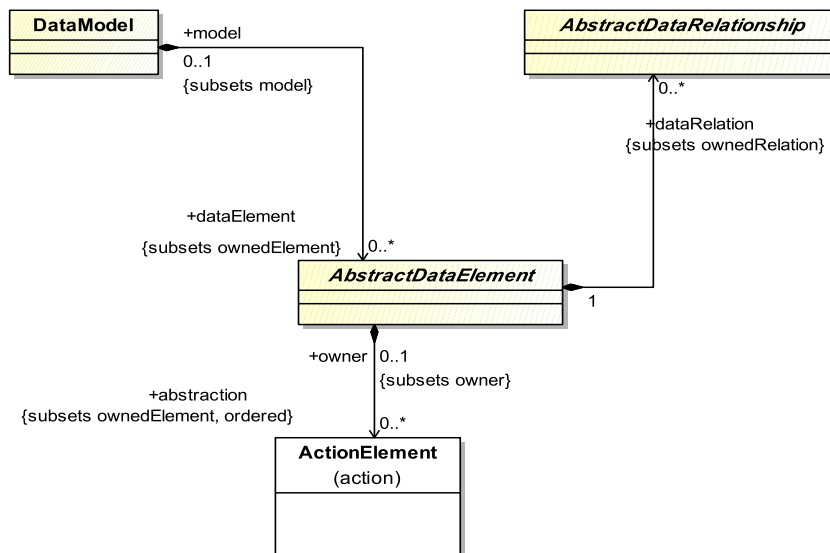 DataModel
AbstractDataRelationship
+model
0..1
{subsets model}
0..*
+dataRelation
{subsets ownedRelation}
+dataElement
{subsets ownedElement}
0..*
AbstractDataElement
1
+owner
0..1
{subsets owner}
+abstraction
{subsets ownedElement, ordered}
0..*
ActionElement
(action)